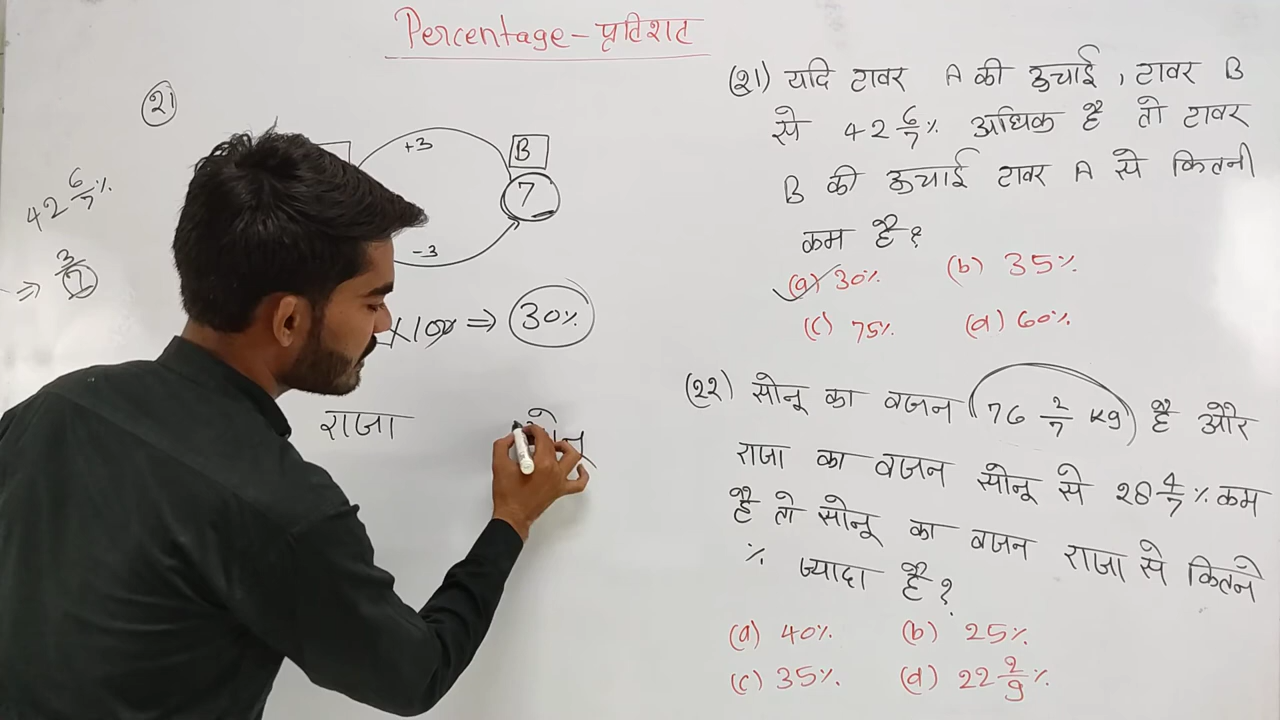 Percentage - प्रतिशत
(21)
42 6/7 %
⇒ 3/7
+3
B
7
-3
×100 ⇒ 30%
राजा
(21) यदि टावर A की ऊचाई, टावर B
से 42 6/7 % अधिक है तो टावर
B की ऊचाई टावर A से कितनी
कम है?
(a) 30% (b) 35%
(c) 75% (d) 60%
(22) सोनू का वजन (76 2/7 kg) है और
राजा का वजन सोनू से 28 4/7 % कम
है तो सोनू का वजन राजा से कितने
% ज्यादा है?
(a) 40% (b) 25%
(c) 35% (d) 22 2/9 %